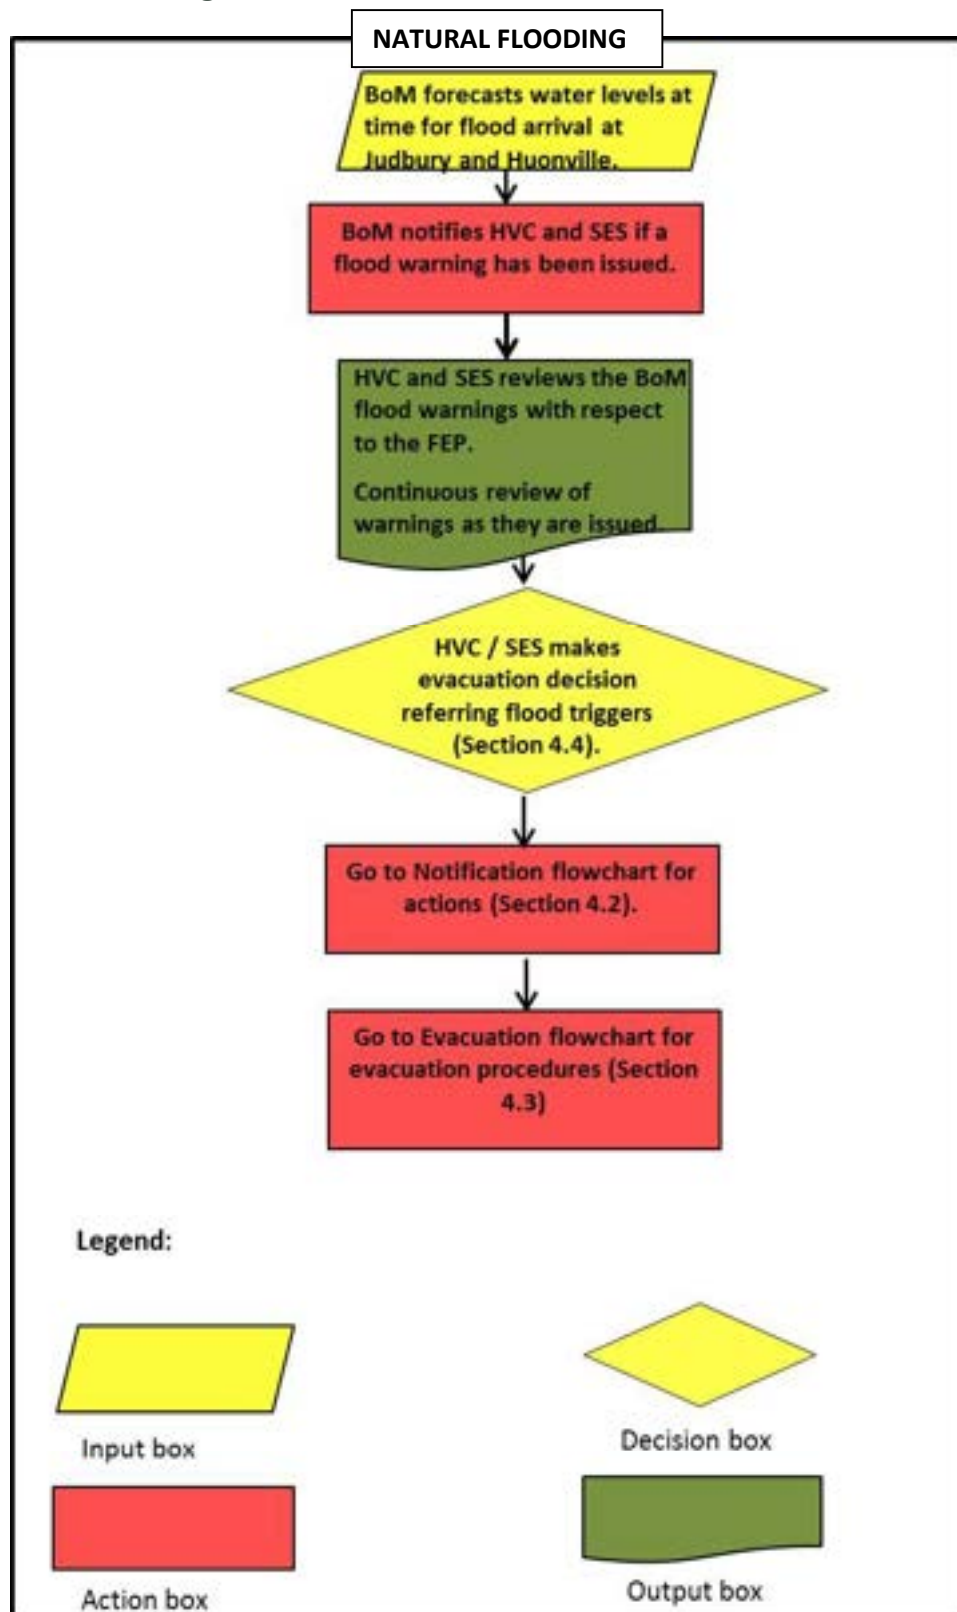 NATURAL FLOODING
BoM forecasts water levels at
time for flood arrival at
Judbury and Huonville.
BoM notifies HVC and SES if a
flood warning has been issued.
HVC and SES reviews the BoM
flood warnings with respect
to the FEP.
Continuous review of
warnings as they are issued.
HVC / SES makes
evacuation decision
referring flood triggers
(Section 4.4).
Go to Notification flowchart for
actions (Section 4.2).
Go to Evacuation flowchart for
evacuation procedures (Section
4.3)
Legend:
Input box
Decision box
Action box
Output box